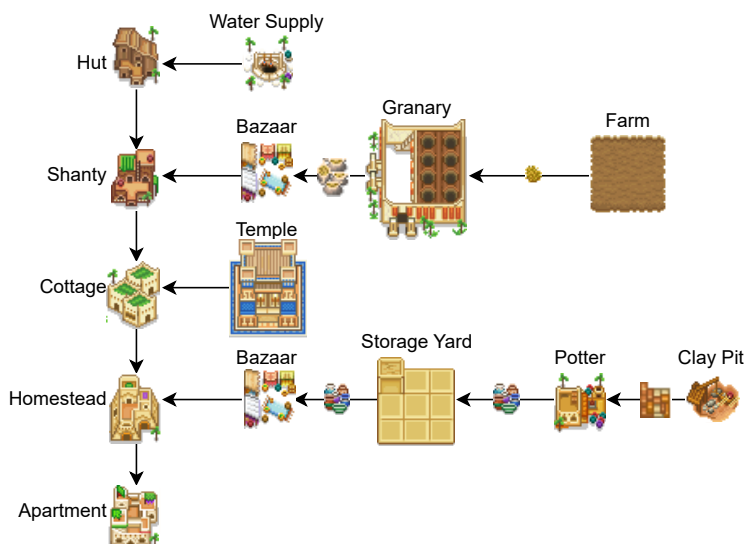 Water Supply
Hut
Granary
Farm
Bazaar
Shanty
Temple
Cottage
Storage Yard
Bazaar
Potter
Clay Pit
Homestead
Apartment